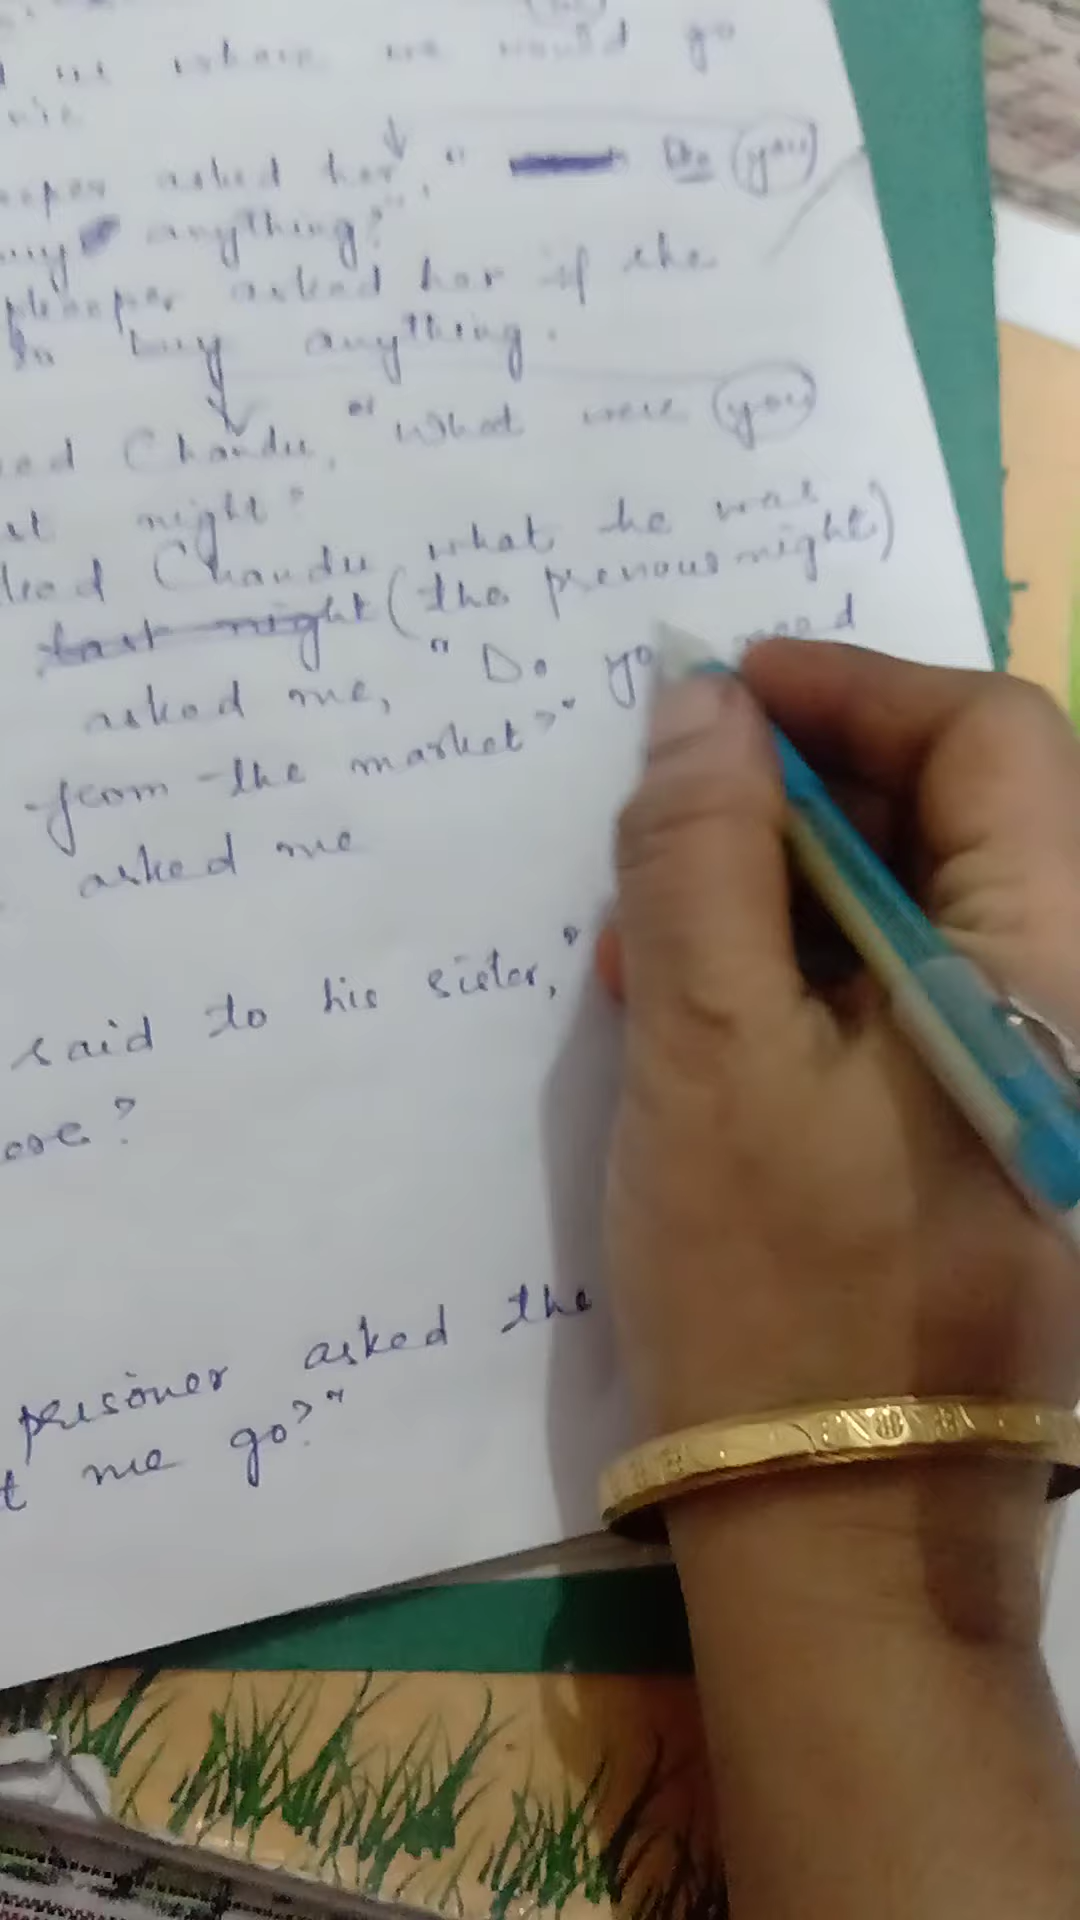 me where we would go
asked her, " Do you
anything?"
asked her if she
to buy anything.
Chandu, "What were you
night?
Chandu what he was
last night (the previous night)
asked me, "Do you need
from the market?"
asked me
said to his sister, "
?
prisoner asked the
me go?"